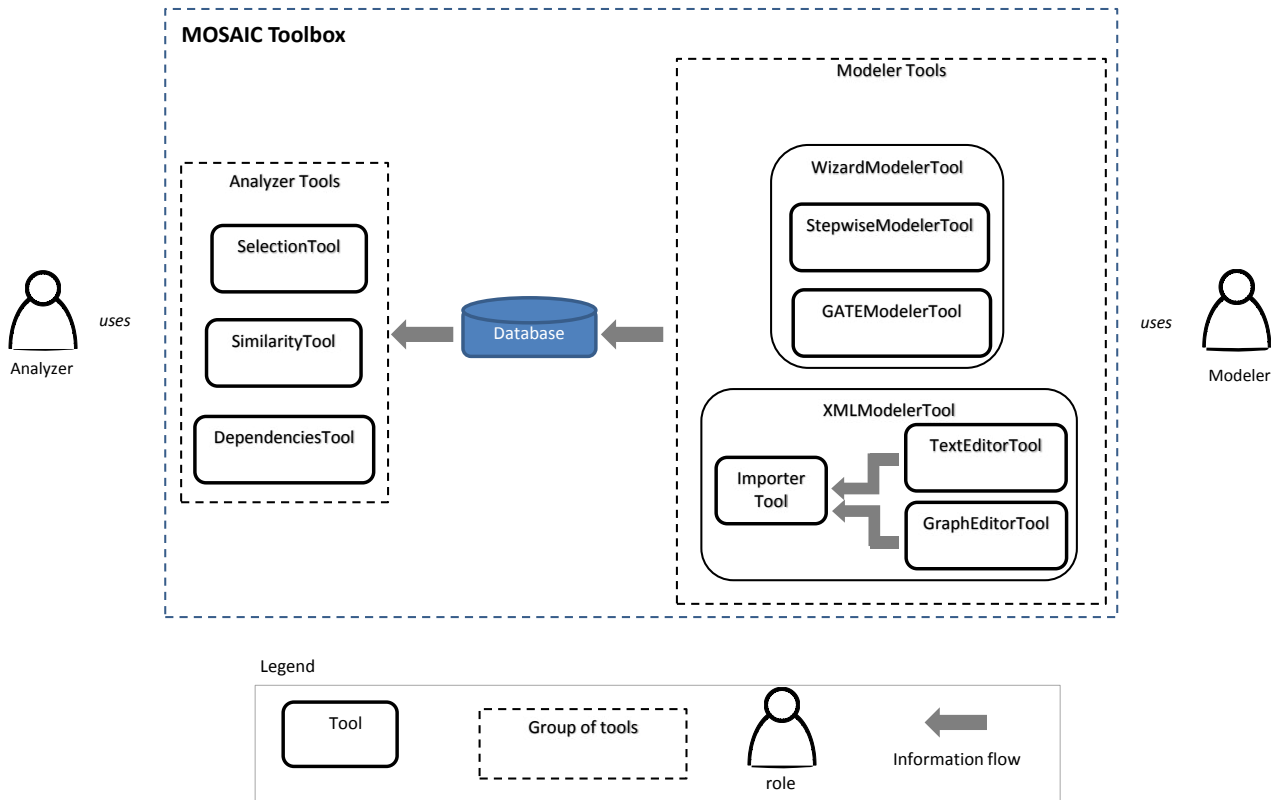 MOSAIC Toolbox
Modeler Tools
WizardModelerTool
StepwiseModelerTool
GATEModelerTool
XMLModelerTool
TextEditorTool
Importer
Tool
GraphEditorTool
Analyzer Tools
SelectionTool
SimilarityTool
DependenciesTool
Database
uses
Analyzer
uses
Modeler
Legend
Tool
Group of tools
role
Information flow